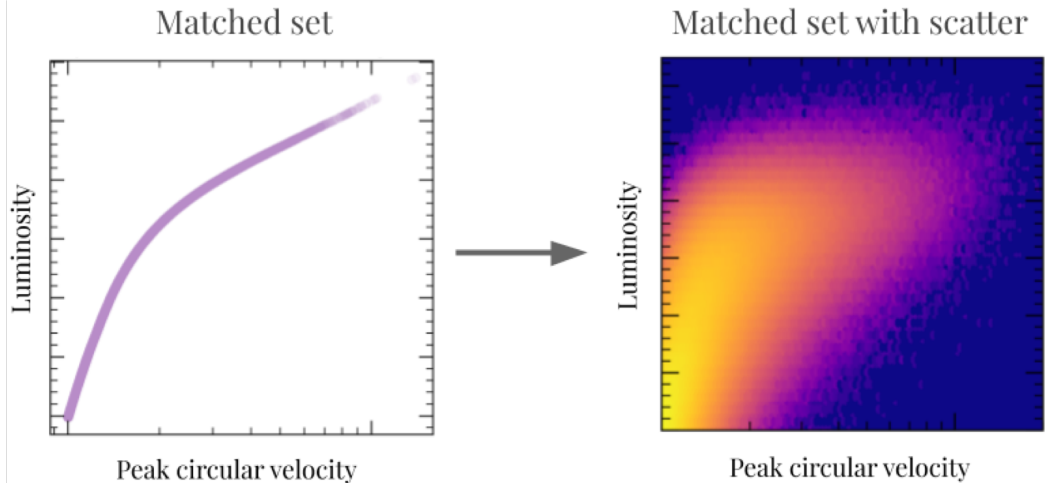 Matched set
Matched set with scatter
Luminosity
Luminosity
Peak circular velocity
Peak circular velocity